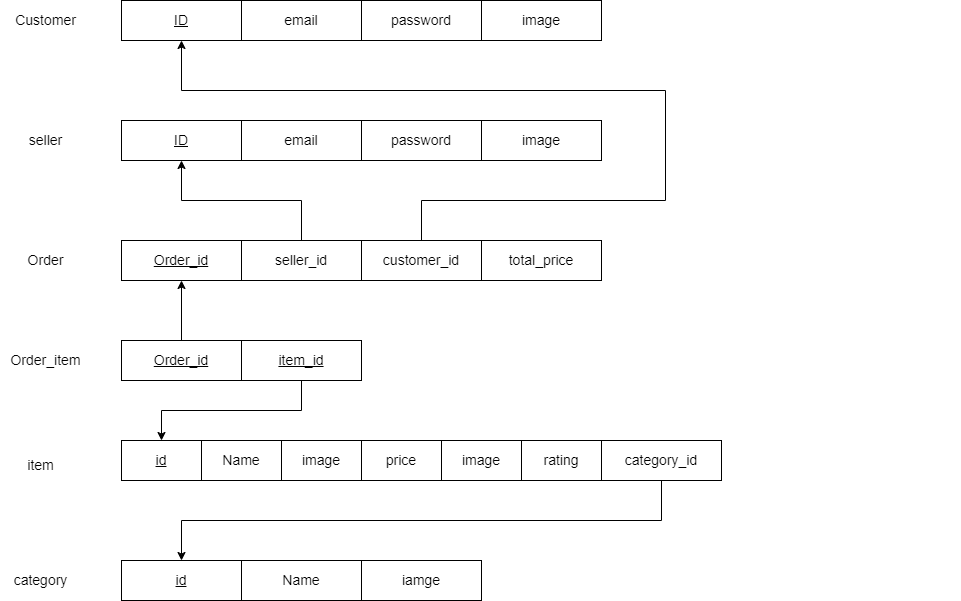 Customer ID email password image
seller ID email password image
Order Order_id seller_id customer_id total_price
Order_item Order_id item_id
item id Name image price image rating category_id
category id Name iamge